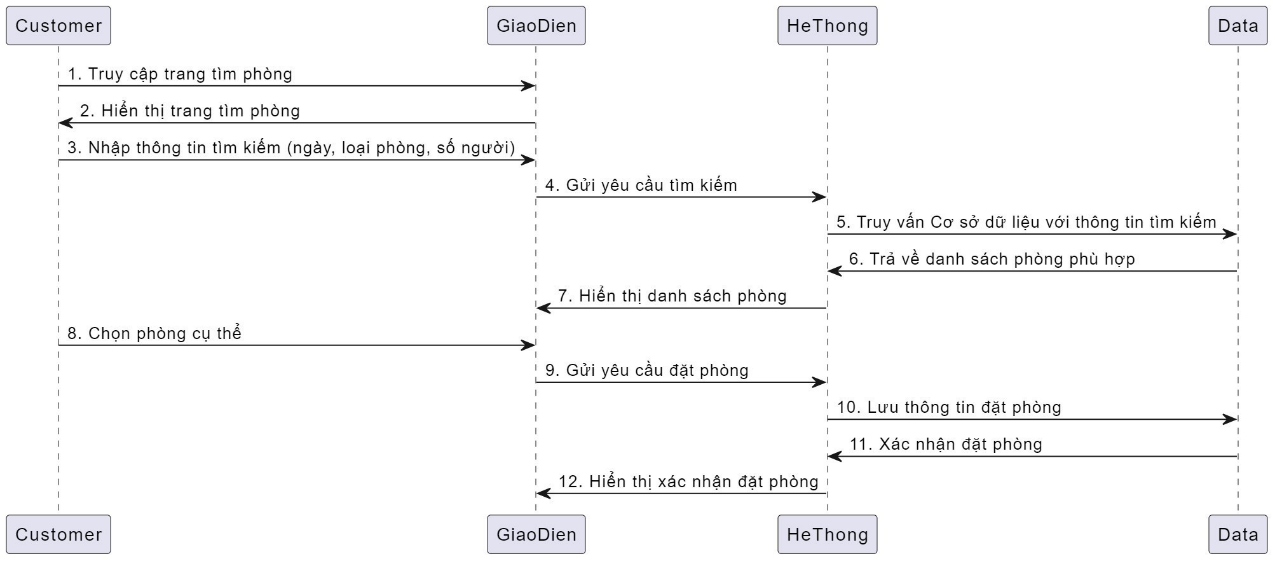 Customer GiaoDien HeThong Data
1. Truy cập trang tìm phòng
2. Hiển thị trang tìm phòng
3. Nhập thông tin tìm kiếm (ngày, loại phòng, số người)
4. Gửi yêu cầu tìm kiếm
5. Truy vấn Cơ sở dữ liệu với thông tin tìm kiếm
6. Trả về danh sách phòng phù hợp
7. Hiển thị danh sách phòng
8. Chọn phòng cụ thể
9. Gửi yêu cầu đặt phòng
10. Lưu thông tin đặt phòng
11. Xác nhận đặt phòng
12. Hiển thị xác nhận đặt phòng
Customer GiaoDien HeThong Data